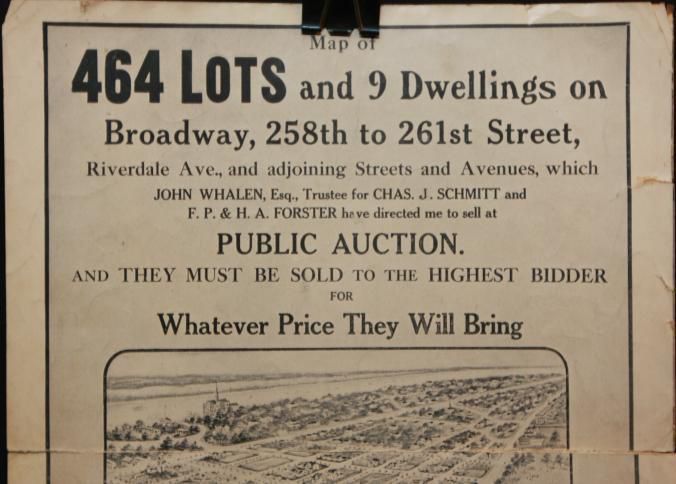 Map of
464 LOTS and 9 Dwellings on
Broadway, 258th to 261st Street,
Riverdale Ave., and adjoining Streets and Avenues, which
JOHN WHALEN, Esq., Trustee for CHAS. J. SCHMITT and
F. P. & H. A. FORSTER have directed me to sell at
PUBLIC AUCTION.
AND THEY MUST BE SOLD TO THE HIGHEST BIDDER
FOR
Whatever Price They Will Bring